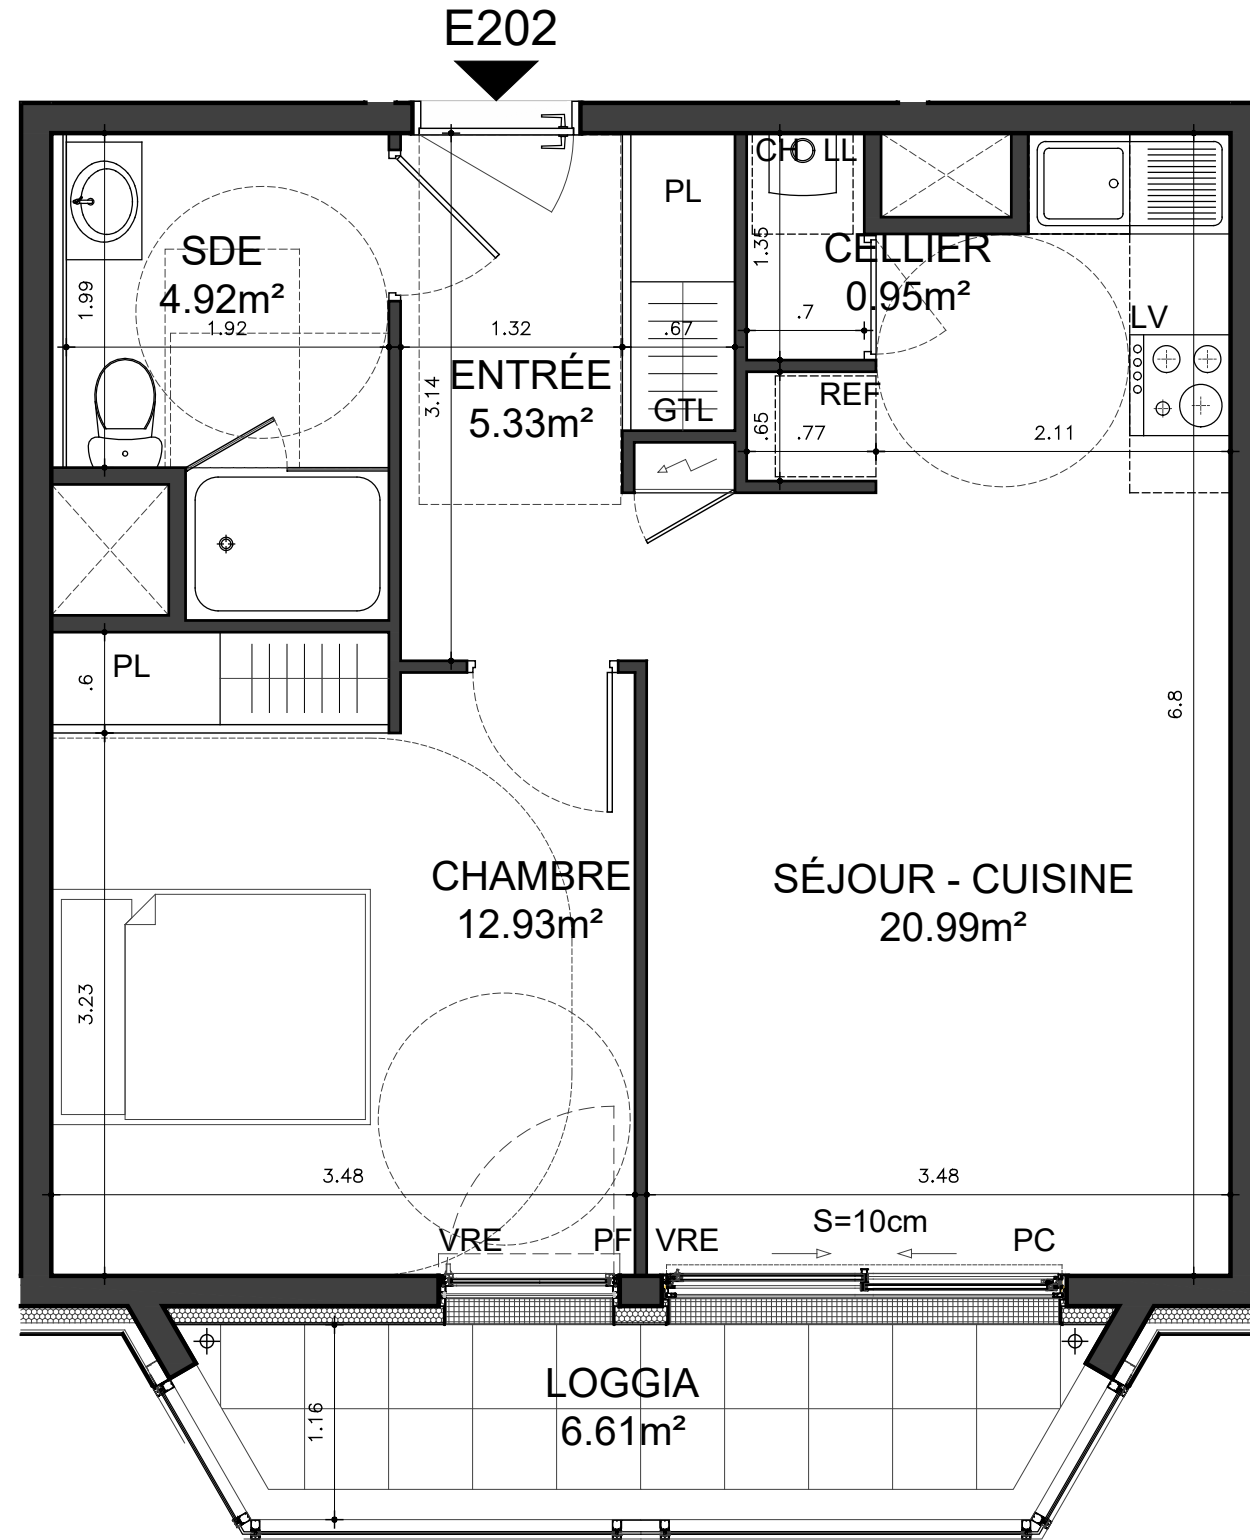 E202
CH LL
PL
SDE
4.92m²
1.99
1.92
1.35
CELLIER
0.95m²
.7
LV
1.32
.67
ENTRÉE
5.33m²
3.14
GTL
REF
.65
.77
2.11
PL
.6
6.8
CHAMBRE
12.93m²
SÉJOUR - CUISINE
20.99m²
3.23
3.48
3.48
S=10cm
VRE
PF
VRE
PC
LOGGIA
6.61m²
1.16